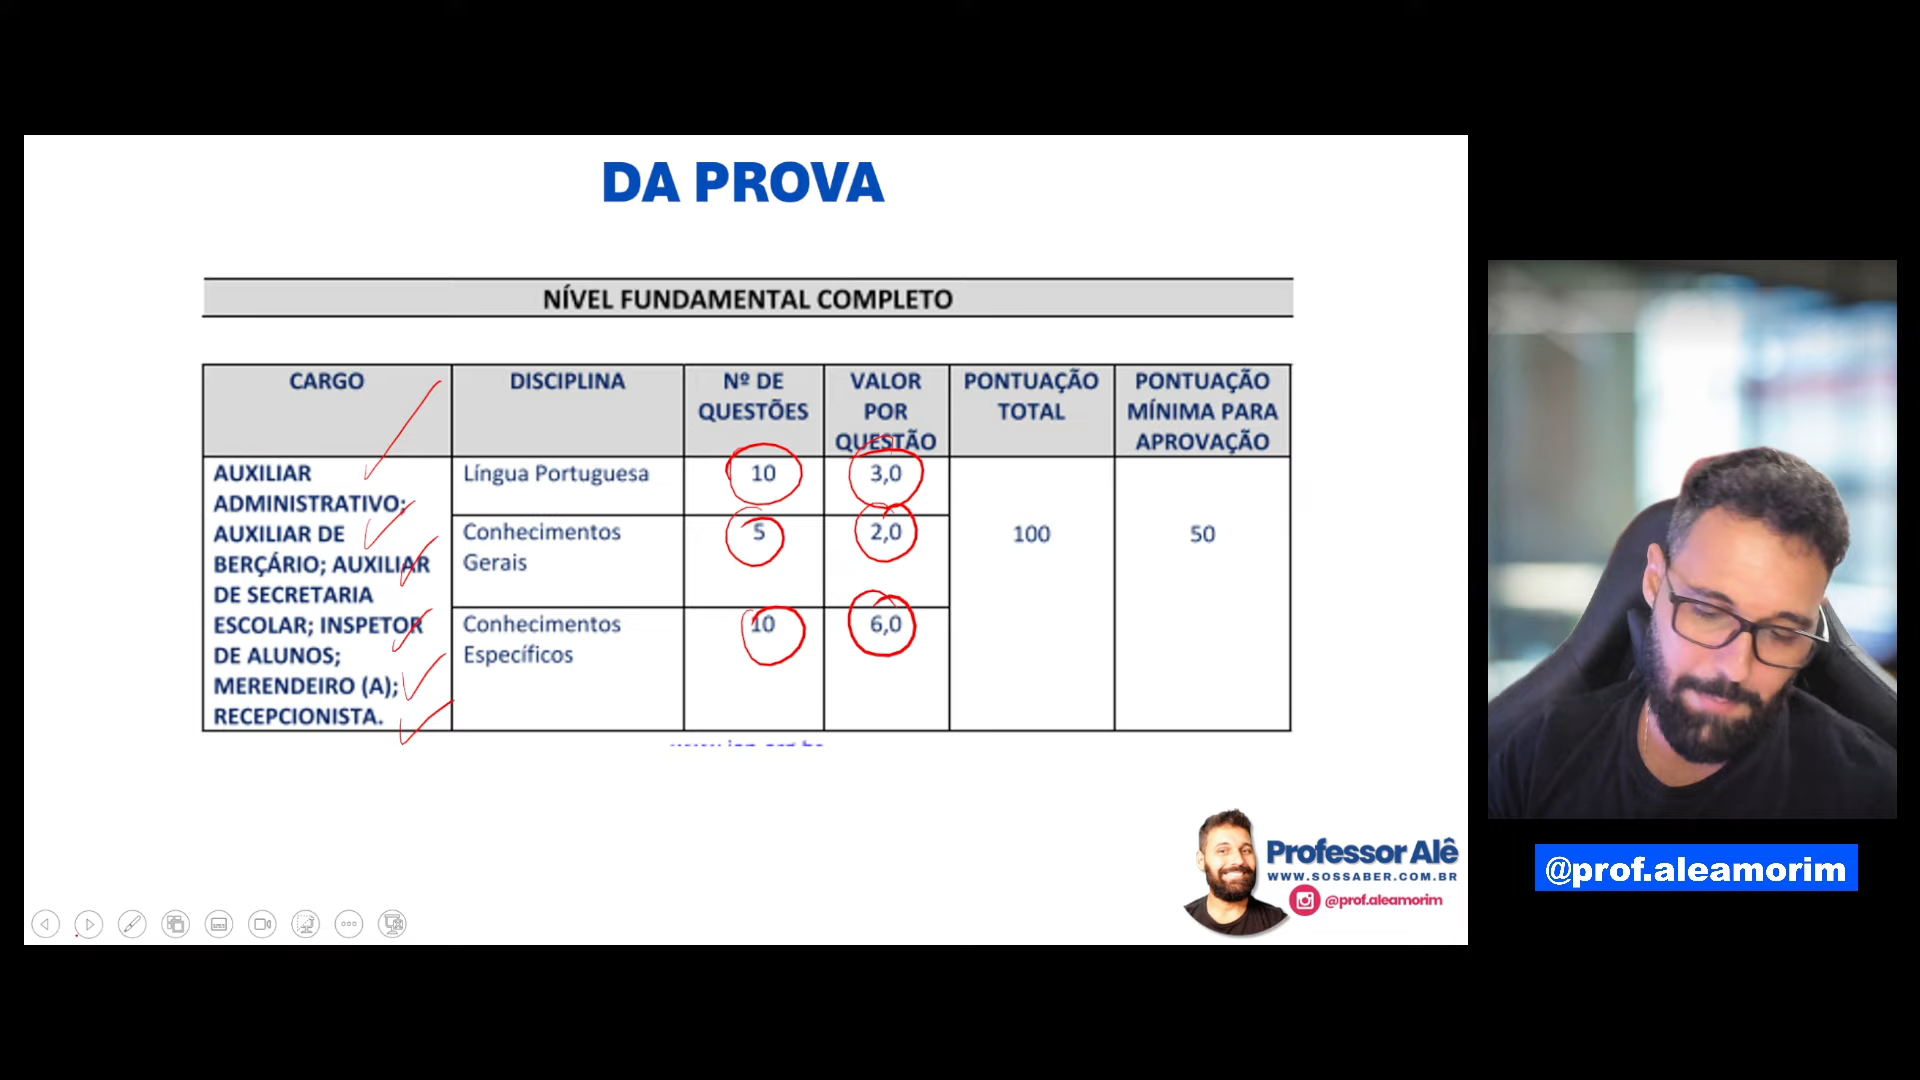 DA PROVA
NÍVEL FUNDAMENTAL COMPLETO
CARGO
DISCIPLINA
Nº DE
QUESTÕES
VALOR
POR
QUESTÃO
PONTUAÇÃO
TOTAL
PONTUAÇÃO
MÍNIMA PARA
APROVAÇÃO
AUXILIAR
ADMINISTRATIVO;
AUXILIAR DE
BERÇÁRIO; AUXILIAR
DE SECRETARIA
ESCOLAR; INSPETOR
DE ALUNOS;
MERENDEIRO (A);
RECEPCIONISTA.
Língua Portuguesa
10
3,0
Conhecimentos
Gerais
5
2,0
Conhecimentos
Específicos
10
6,0
100
50
Professor Alê
WWW.SOSSABER.COM.BR
@prof.aleamorim
@prof.aleamorim